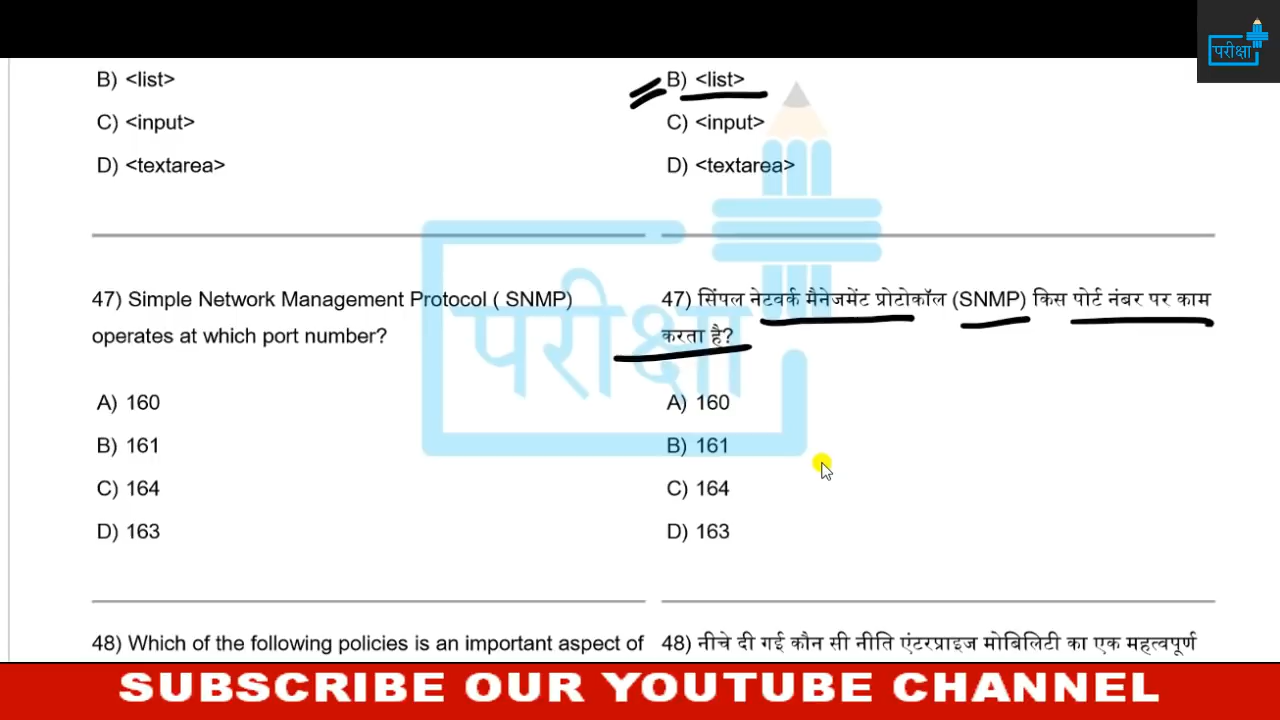 परीक्षा
B) <list>
C) <input>
D) <textarea>
B) <list>
C) <input>
D) <textarea>
47) Simple Network Management Protocol ( SNMP)
operates at which port number?
A) 160
B) 161
C) 164
D) 163
47) सिंपल नेटवर्क मैनेजमेंट प्रोटोकॉल (SNMP) किस पोर्ट नंबर पर काम
करता है?
A) 160
B) 161
C) 164
D) 163
परीक्षा
48) Which of the following policies is an important aspect of
48) नीचे दी गई कौन सी नीति एंटरप्राइज मोबिलिटी का एक महत्वपूर्ण
SUBSCRIBE OUR YOUTUBE CHANNEL